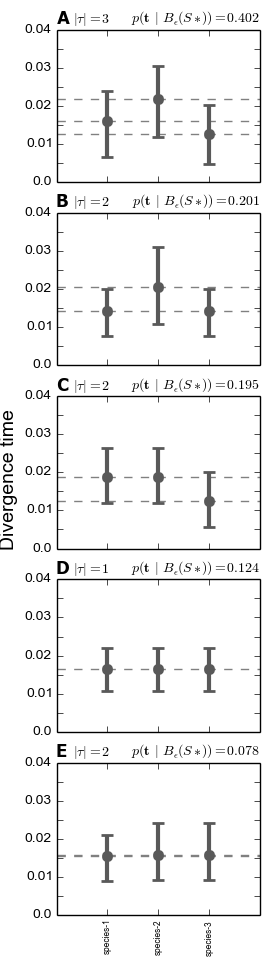 A |τ| = 3 p(t | Bϵ(S∗)) = 0.402
0.04
0.03
0.02
0.01
0.0
B |τ| = 2 p(t | Bϵ(S∗)) = 0.201
0.04
0.03
0.02
0.01
0.0
C |τ| = 2 p(t | Bϵ(S∗)) = 0.195
0.04
0.03
0.02
0.01
0.0
Divergence time
D |τ| = 1 p(t | Bϵ(S∗)) = 0.124
0.04
0.03
0.02
0.01
0.0
E |τ| = 2 p(t | Bϵ(S∗)) = 0.078
0.04
0.03
0.02
0.01
0.0
species-1
species-2
species-3